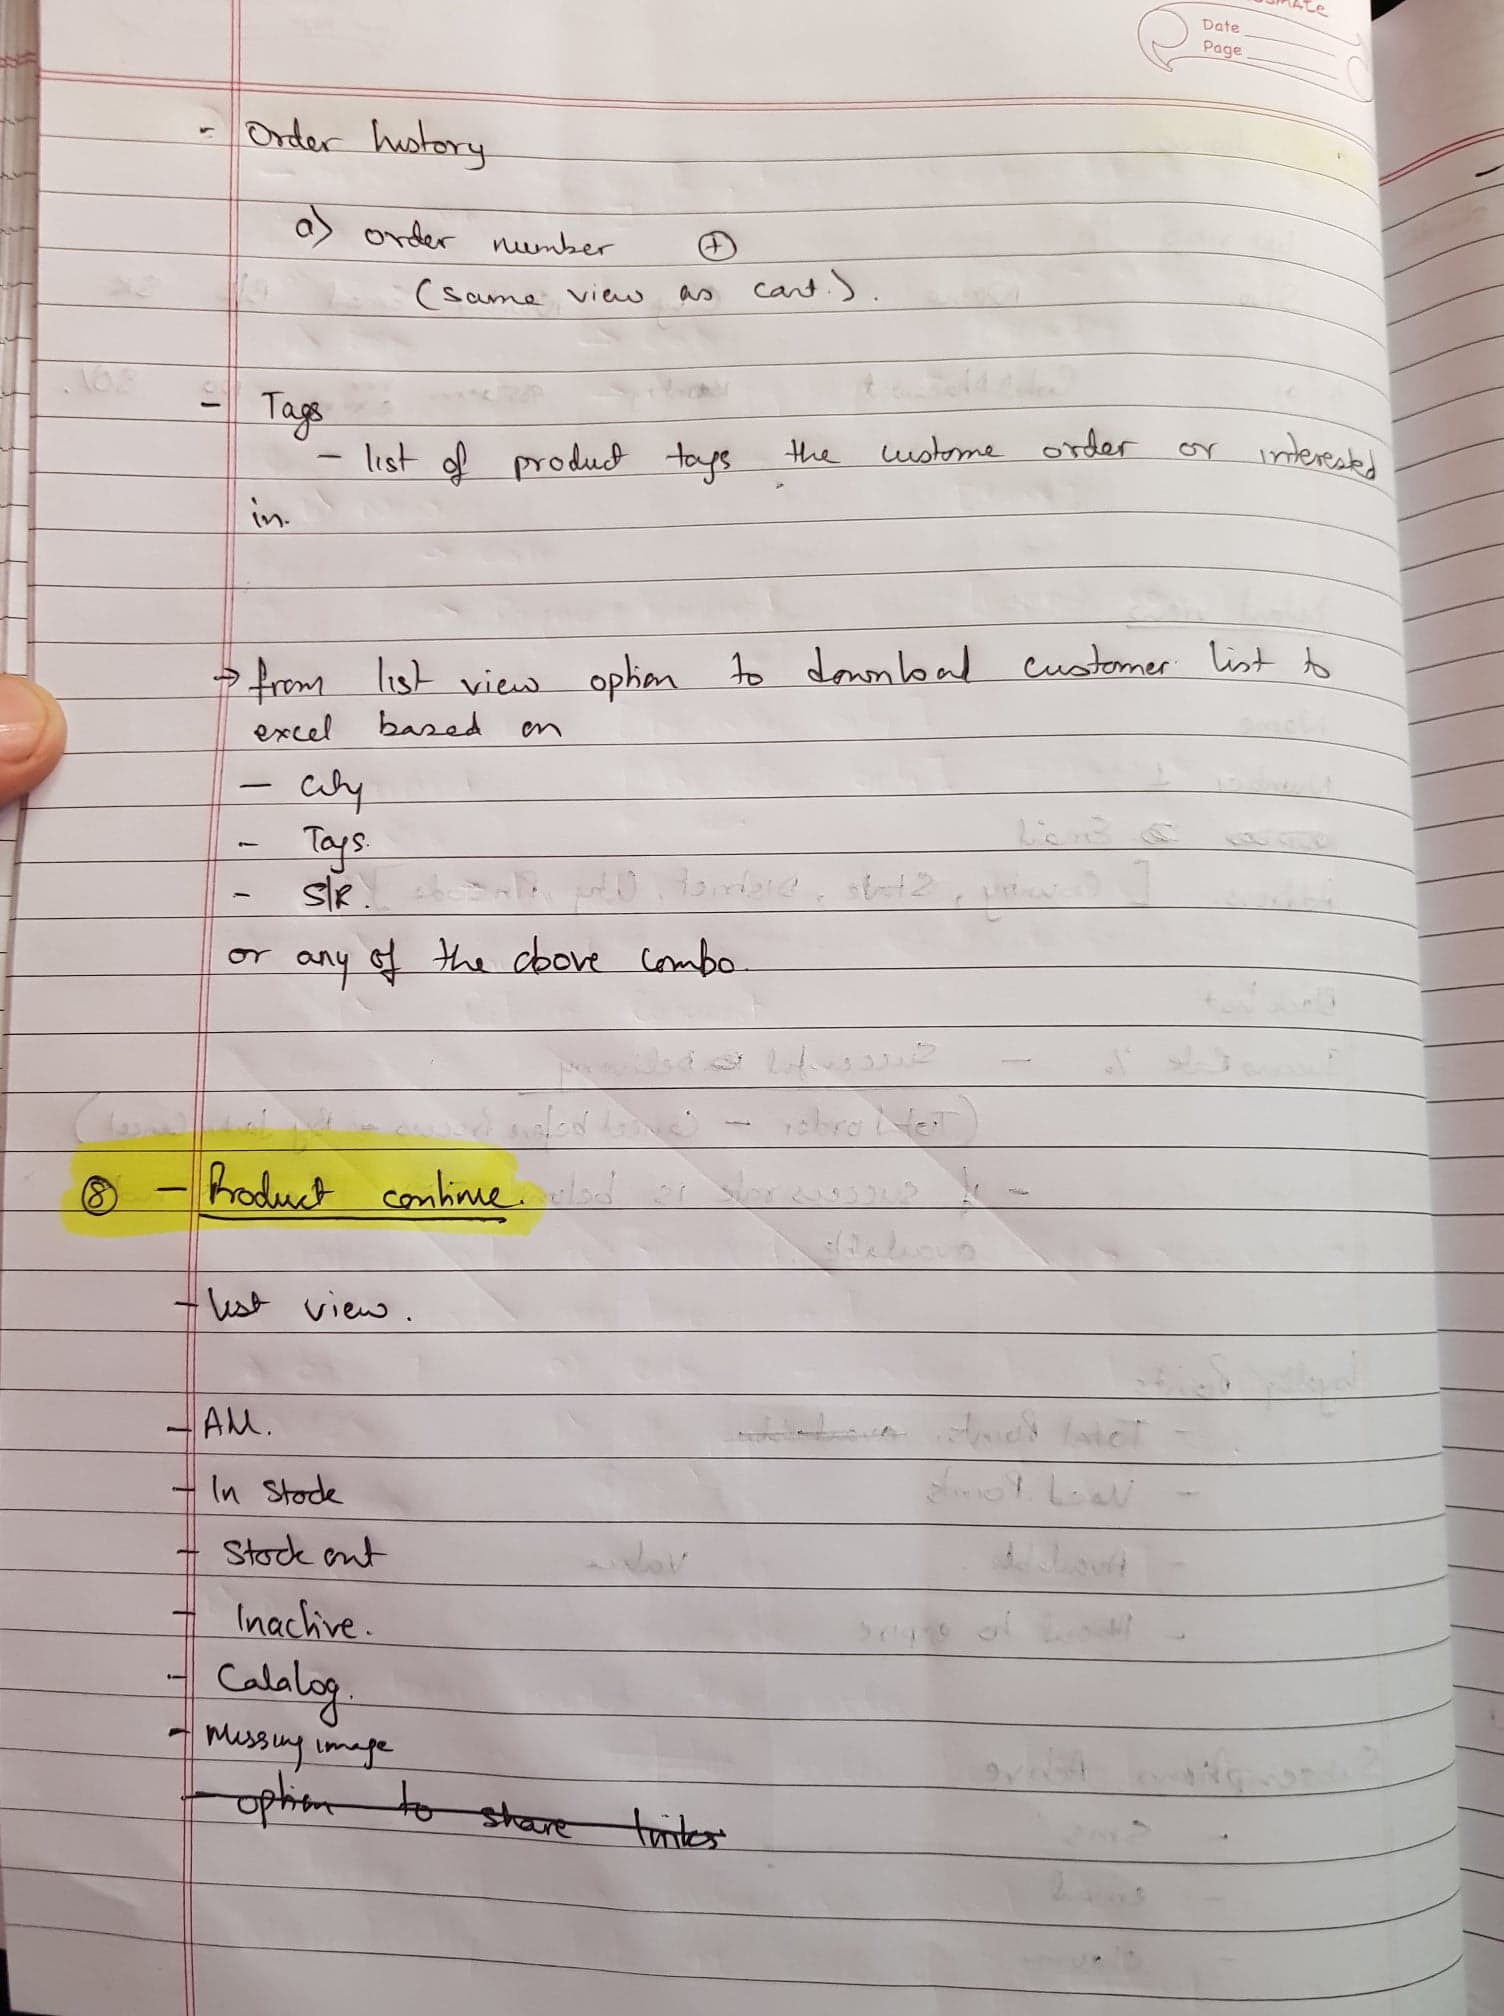 Date
Page
- Order history
a) order number ⊕
(same view as cart.).
- Tags
- list of product tags the custome order or interested
in.
→ from list view option to download customer list to
excel based on
- City
- Tags.
- S/R.
or any of the above combo.
⑧ - Product continue.
- list view.
- All.
- In Stock
- Stock out
- Inactive.
- Catalog.
- Missing image
- option to share links